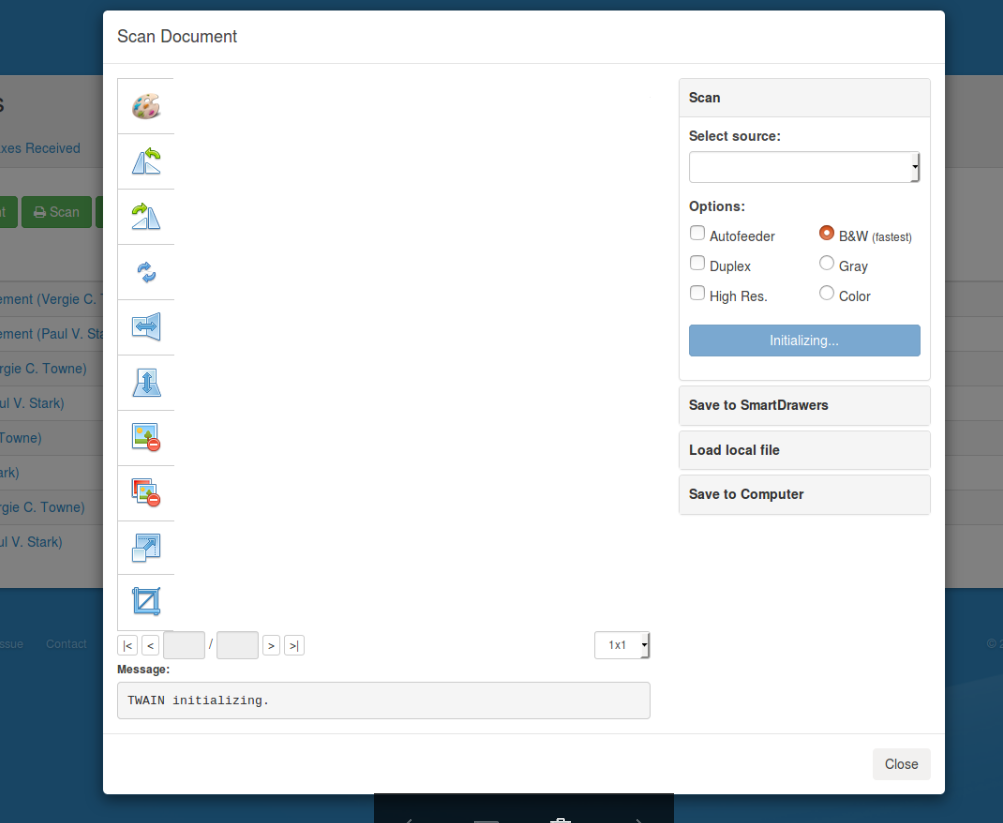 Scan Document
s
xes Received
t
Scan
ement (Vergie C. T
ement (Paul V. Sta
rgie C. Towne)
ul V. Stark)
Towne)
ark)
rgie C. Towne)
ul V. Stark)
ssue
Contact
© 2
|< < / > >|
1x1
Message:
TWAIN initializing.
Scan
Select source:
Options:
Autofeeder
B&W (fastest)
Duplex
Gray
High Res.
Color
Initializing...
Save to SmartDrawers
Load local file
Save to Computer
Close